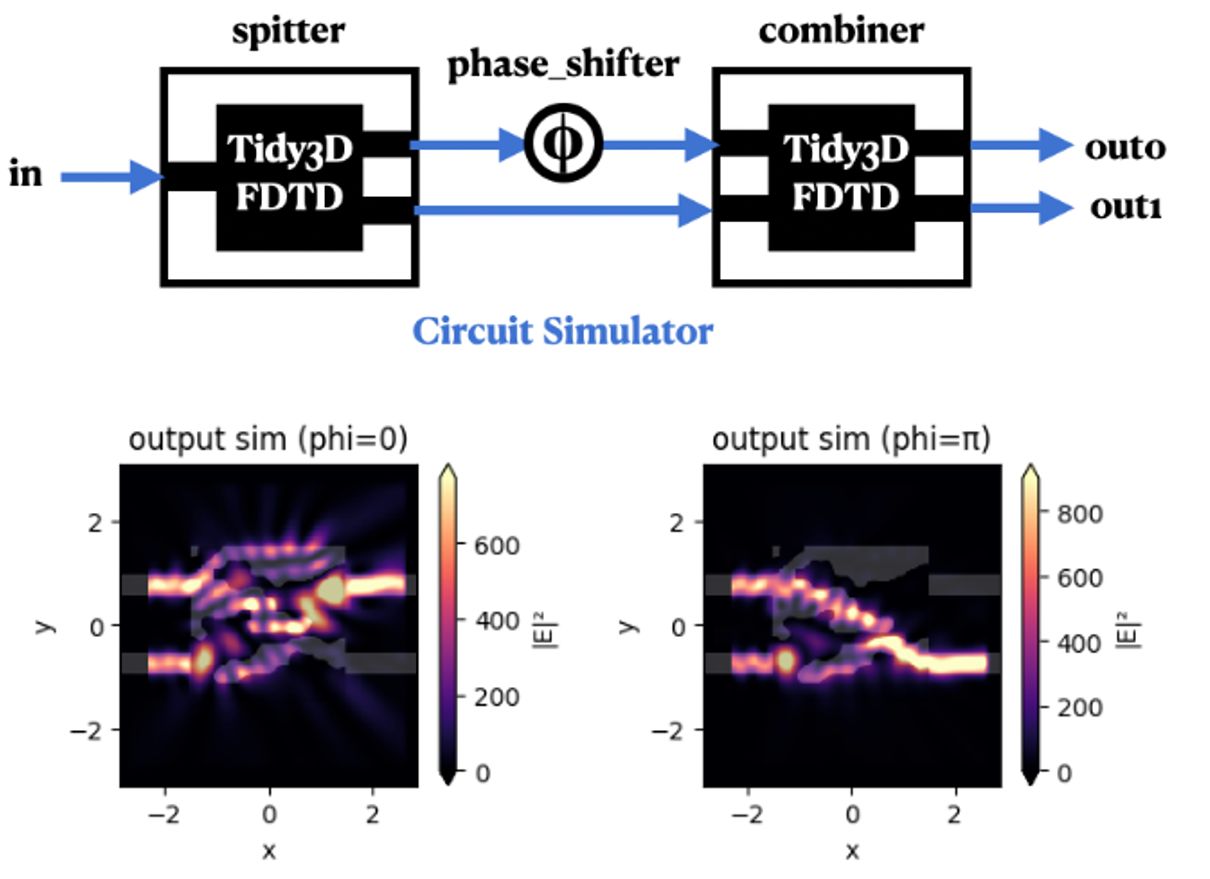 spitter
combiner
phase_shifter
Tidy3D
FDTD
ϕ
Tidy3D
FDTD
in
out0
out1
Circuit Simulator
output sim (phi=0)
output sim (phi=π)
2
0
−2
y
−2
0
2
x
600
400
200
0
|E|²
2
0
−2
y
−2
0
2
x
800
600
400
200
0
|E|²